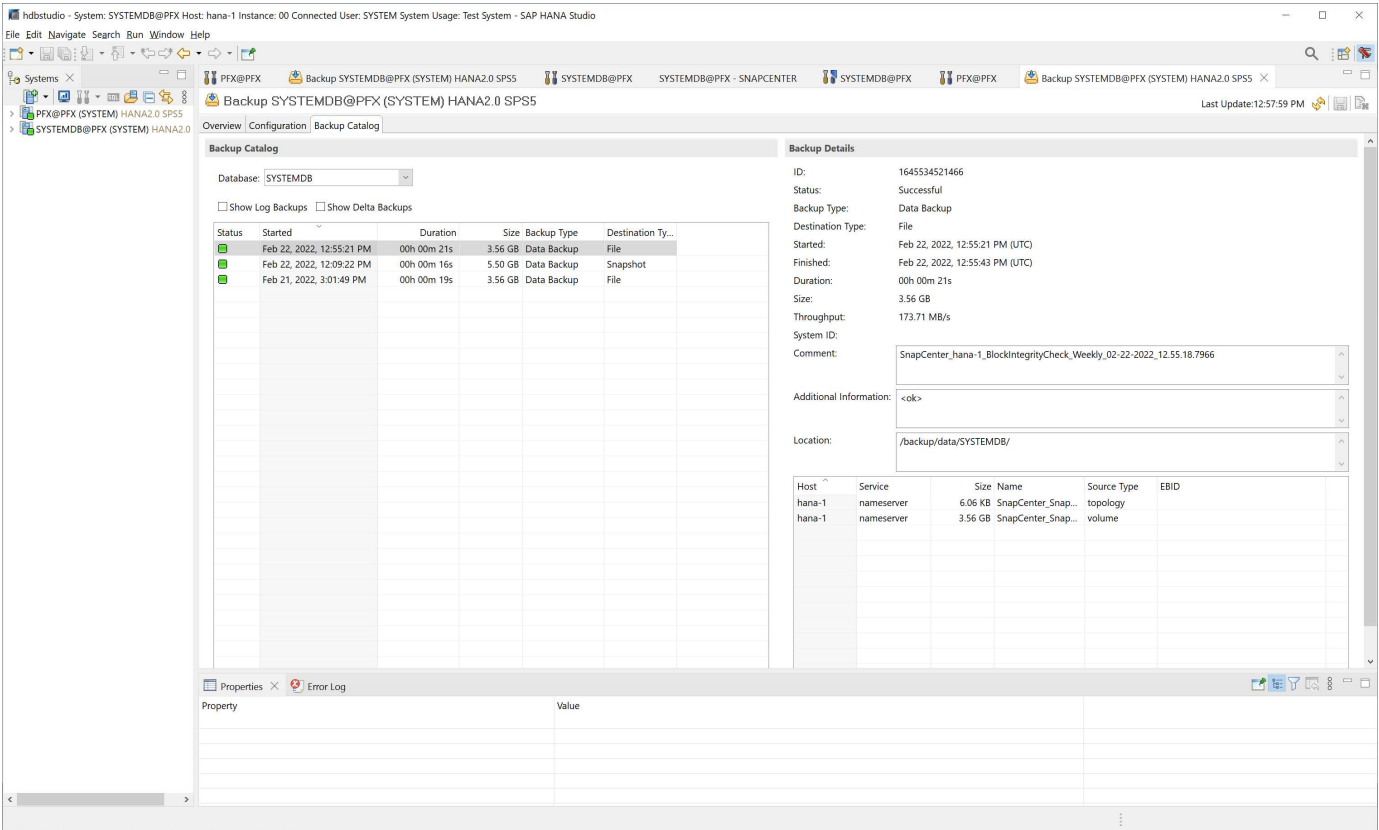 hdbstudio - System: SYSTEMDB@PFX Host: hana-1 Instance: 00 Connected User: SYSTEM System Usage: Test System - SAP HANA Studio
File Edit Navigate Search Run Window Help
Systems
PFX@PFX (SYSTEM) HANA2.0 SPS5
SYSTEMDB@PFX (SYSTEM) HANA2.0
PFX@PFX Backup SYSTEMDB@PFX (SYSTEM) HANA2.0 SPS5 SYSTEMDB@PFX SYSTEMDB@PFX - SNAPCENTER SYSTEMDB@PFX PFX@PFX Backup SYSTEMDB@PFX (SYSTEM) HANA2.0 SPS5
Backup SYSTEMDB@PFX (SYSTEM) HANA2.0 SPS5
Last Update:12:57:59 PM
Overview Configuration Backup Catalog
Backup Catalog
Database: SYSTEMDB
Show Log Backups Show Delta Backups
Status Started Duration Size Backup Type Destination Ty...
Feb 22, 2022, 12:55:21 PM 00h 00m 21s 3.56 GB Data Backup File
Feb 22, 2022, 12:09:22 PM 00h 00m 16s 5.50 GB Data Backup Snapshot
Feb 21, 2022, 3:01:49 PM 00h 00m 19s 3.56 GB Data Backup File
Backup Details
ID: 1645534521466
Status: Successful
Backup Type: Data Backup
Destination Type: File
Started: Feb 22, 2022, 12:55:21 PM (UTC)
Finished: Feb 22, 2022, 12:55:43 PM (UTC)
Duration: 00h 00m 21s
Size: 3.56 GB
Throughput: 173.71 MB/s
System ID:
Comment: SnapCenter_hana-1_BlockIntegrityCheck_Weekly_02-22-2022_12.55.18.7966
Additional Information: <ok>
Location: /backup/data/SYSTEMDB/
Host Service Size Name Source Type EBID
hana-1 nameserver 6.06 KB SnapCenter_Snap... topology
hana-1 nameserver 3.56 GB SnapCenter_Snap... volume
Properties Error Log
Property Value